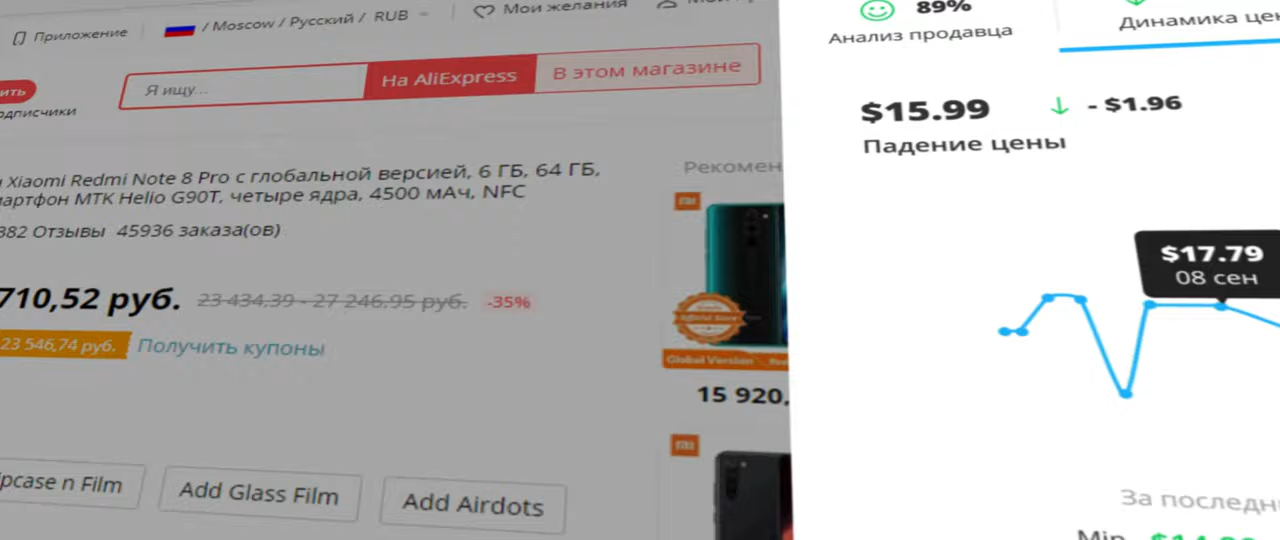 Приложение
/ Moscow / Русский / RUB
Мои желания
Я ищу...
На AliExpress
В этом магазине
Xiaomi Redmi Note 8 Pro с глобальной версией, 6 ГБ, 64 ГБ,
МТК Helio G90T, четыре ядра, 4500 мАч, NFC
382 Отзывы 45936 заказа(ов)
710,52 руб. 23 434,39 - 27 246,95 руб. -35%
23 546,74 руб. Получить купоны
n Film
Add Glass Film
Add Airdots
Рекомен
mi
Global Version
15 920,
mi
89%
Анализ продавца
Динамика цен
$15.99
↓ - $1.96
Падение цены
$17.79
08 сен
За последн
Min